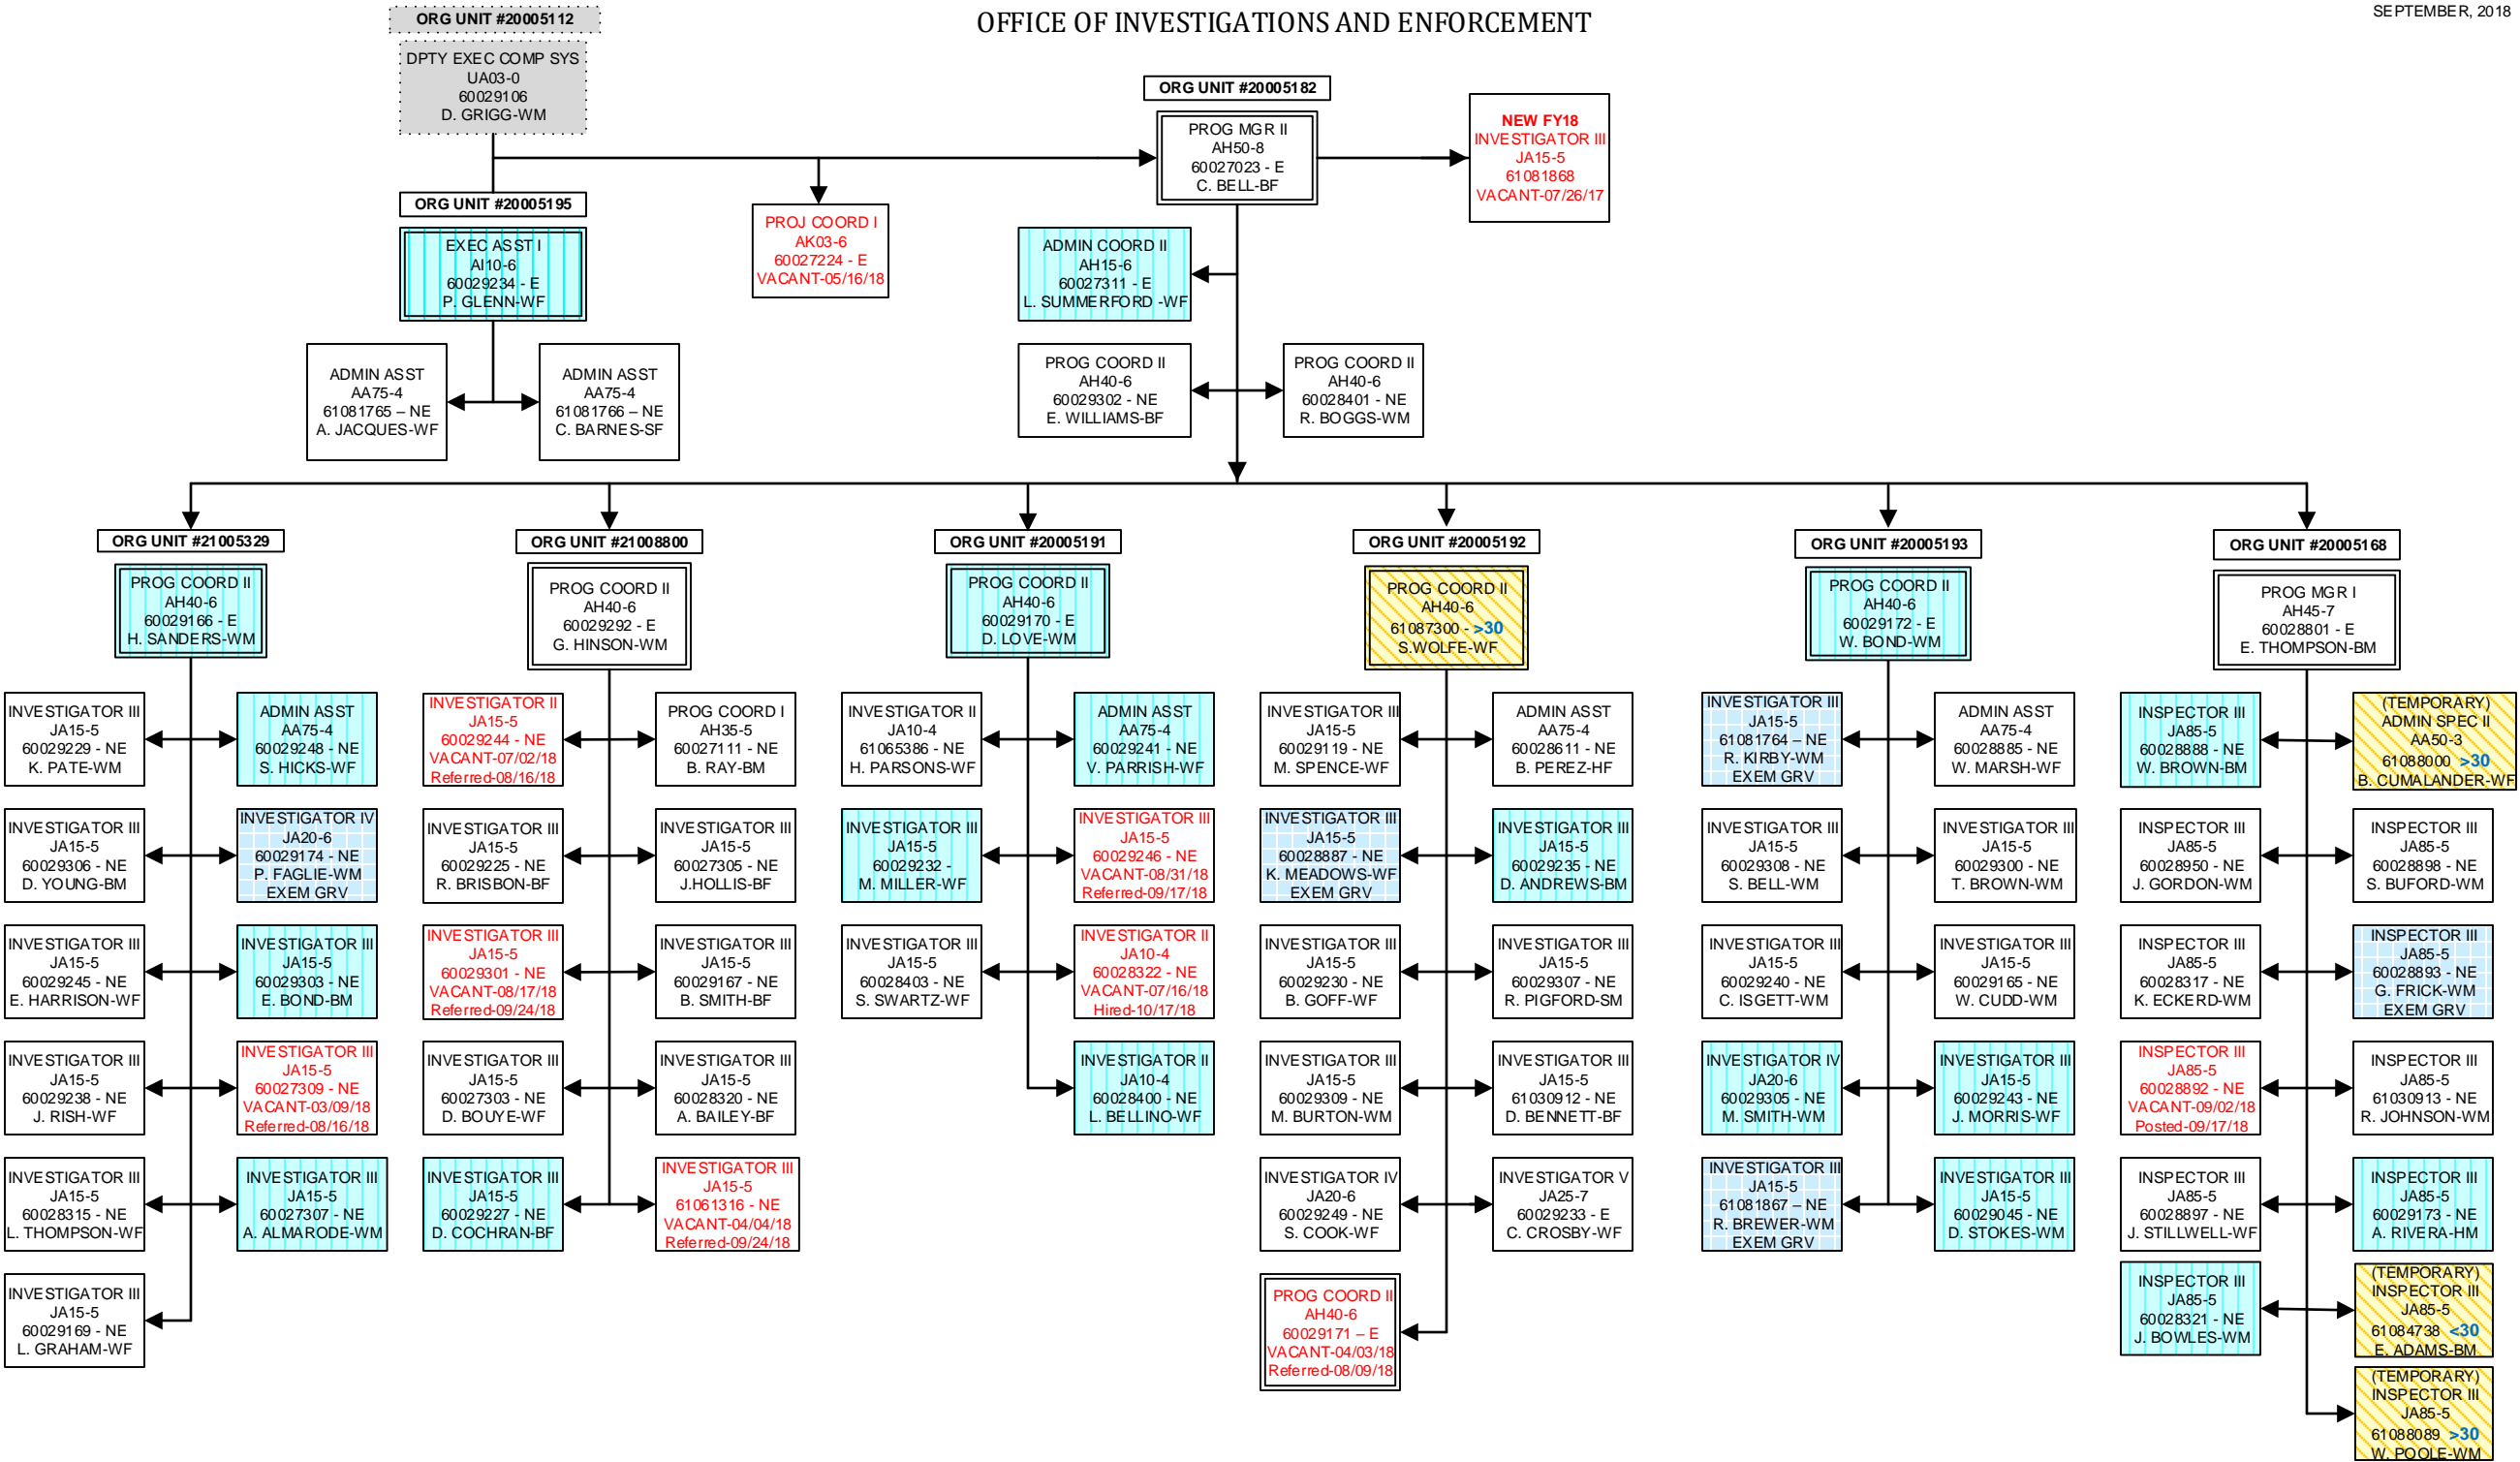 OFFICE OF INVESTIGATIONS AND ENFORCEMENT
SEPTEMBER, 2018
ORG UNIT #20005112
DPTY EXEC COMP SYS
UA03-0
60029106
D. GRIGG-WM
ORG UNIT #20005182
PROG MGR II
AH50-8
60027023 - E
C. BELL-BF
NEW FY18
INVESTIGATOR III
JA15-5
61081868
VACANT-07/26/17
ORG UNIT #20005195
EXEC ASST I
AI10-6
60029234 - E
P. GLENN-WF
PROJ COORD I
AK03-6
60027224 - E
VACANT-05/16/18
ADMIN COORD II
AH15-6
60027311 - E
L. SUMMERFORD -WF
ADMIN ASST
AA75-4
61081765 – NE
A. JACQUES-WF
ADMIN ASST
AA75-4
61081766 – NE
C. BARNES-SF
PROG COORD II
AH40-6
60029302 - NE
E. WILLIAMS-BF
PROG COORD II
AH40-6
60028401 - NE
R. BOGGS-WM
ORG UNIT #21005329
PROG COORD II
AH40-6
60029166 - E
H. SANDERS-WM
INVESTIGATOR III
JA15-5
60029229 - NE
K. PATE-WM
ADMIN ASST
AA75-4
60029248 - NE
S. HICKS-WF
INVESTIGATOR III
JA15-5
60029306 - NE
D. YOUNG-BM
INVESTIGATOR IV
JA20-6
60029174 - NE
P. FAGLIE-WM
EXEM GRV
INVESTIGATOR III
JA15-5
60029245 - NE
E. HARRISON-WF
INVESTIGATOR III
JA15-5
60029303 - NE
E. BOND-BM
INVESTIGATOR III
JA15-5
60029238 - NE
J. RISH-WF
INVESTIGATOR III
JA15-5
60027309 - NE
VACANT-03/09/18
Referred-08/16/18
INVESTIGATOR III
JA15-5
60028315 - NE
L. THOMPSON-WF
INVESTIGATOR III
JA15-5
60027307 - NE
A. ALMARODE-WM
INVESTIGATOR III
JA15-5
60029169 - NE
L. GRAHAM-WF
ORG UNIT #21008800
PROG COORD II
AH40-6
60029292 - E
G. HINSON-WM
INVESTIGATOR II
JA15-5
60029244 - NE
VACANT-07/02/18
Referred-08/16/18
PROG COORD I
AH35-5
60027111 - NE
B. RAY-BM
INVESTIGATOR III
JA15-5
60029225 - NE
R. BRISBON-BF
INVESTIGATOR III
JA15-5
60027305 - NE
J.HOLLIS-BF
INVESTIGATOR III
JA15-5
60029301 - NE
VACANT-08/17/18
Referred-09/24/18
INVESTIGATOR III
JA15-5
60029167 - NE
B. SMITH-BF
INVESTIGATOR III
JA15-5
60027303 - NE
D. BOUYE-WF
INVESTIGATOR III
JA15-5
60028320 - NE
A. BAILEY-BF
INVESTIGATOR III
JA15-5
60029227 - NE
D. COCHRAN-BF
INVESTIGATOR III
JA15-5
61061316 - NE
VACANT-04/04/18
Referred-09/24/18
ORG UNIT #20005191
PROG COORD II
AH40-6
60029170 - E
D. LOVE-WM
INVESTIGATOR II
JA10-4
61065386 - NE
H. PARSONS-WF
ADMIN ASST
AA75-4
60029241 - NE
V. PARRISH-WF
INVESTIGATOR III
JA15-5
60029232 -
M. MILLER-WF
INVESTIGATOR III
JA15-5
60029246 - NE
VACANT-08/31/18
Referred-09/17/18
INVESTIGATOR III
JA15-5
60028403 - NE
S. SWARTZ-WF
INVESTIGATOR II
JA10-4
60028322 - NE
VACANT-07/16/18
Hired-10/17/18
INVESTIGATOR II
JA10-4
60028400 - NE
L. BELLINO-WF
ORG UNIT #20005192
PROG COORD II
AH40-6
61087300 - >30
S.WOLFE-WF
INVESTIGATOR III
JA15-5
60029119 - NE
M. SPENCE-WF
ADMIN ASST
AA75-4
60028611 - NE
B. PEREZ-HF
INVESTIGATOR III
JA15-5
60028887 - NE
K. MEADOWS-WF
EXEM GRV
INVESTIGATOR III
JA15-5
60029235 - NE
D. ANDREWS-BM
INVESTIGATOR III
JA15-5
60029230 - NE
B. GOFF-WF
INVESTIGATOR III
JA15-5
60029307 - NE
R. PIGFORD-SM
INVESTIGATOR III
JA15-5
60029309 - NE
M. BURTON-WM
INVESTIGATOR III
JA15-5
61030912 - NE
D. BENNETT-BF
INVESTIGATOR IV
JA20-6
60029249 - NE
S. COOK-WF
INVESTIGATOR V
JA25-7
60029233 - E
C. CROSBY-WF
PROG COORD II
AH40-6
60029171 – E
VACANT-04/03/18
Referred-08/09/18
ORG UNIT #20005193
PROG COORD II
AH40-6
60029172 - E
W. BOND-WM
INVESTIGATOR III
JA15-5
61081764 – NE
R. KIRBY-WM
EXEM GRV
ADMIN ASST
AA75-4
60028885 - NE
W. MARSH-WF
INVESTIGATOR III
JA15-5
60029308 - NE
S. BELL-WM
INVESTIGATOR III
JA15-5
60029300 - NE
T. BROWN-WM
INVESTIGATOR III
JA15-5
60029240 - NE
C. ISGETT-WM
INVESTIGATOR III
JA15-5
60029165 - NE
W. CUDD-WM
INVESTIGATOR IV
JA20-6
60029305 - NE
M. SMITH-WM
INVESTIGATOR III
JA15-5
60029243 - NE
J. MORRIS-WF
INVESTIGATOR III
JA15-5
61081867 – NE
R. BREWER-WM
EXEM GRV
INVESTIGATOR III
JA15-5
60029045 - NE
D. STOKES-WM
ORG UNIT #20005168
PROG MGR I
AH45-7
60028801 - E
E. THOMPSON-BM
INSPECTOR III
JA85-5
60028888 - NE
W. BROWN-BM
(TEMPORARY)
ADMIN SPEC II
AA50-3
61088000 >30
B. CUMALANDER-WF
INSPECTOR III
JA85-5
60028950 - NE
J. GORDON-WM
INSPECTOR III
JA85-5
60028898 - NE
S. BUFORD-WM
INSPECTOR III
JA85-5
60028317 - NE
K. ECKERD-WM
INSPECTOR III
JA85-5
60028893 - NE
G. FRICK-WM
EXEM GRV
INSPECTOR III
JA85-5
60028892 - NE
VACANT-09/02/18
Posted-09/17/18
INSPECTOR III
JA85-5
61030913 - NE
R. JOHNSON-WM
INSPECTOR III
JA85-5
60028897 - NE
J. STILLWELL-WF
INSPECTOR III
JA85-5
60029173 - NE
A. RIVERA-HM
INSPECTOR III
JA85-5
60028321 - NE
J. BOWLES-WM
(TEMPORARY)
INSPECTOR III
JA85-5
61084738 <30
E. ADAMS-BM
(TEMPORARY)
INSPECTOR III
JA85-5
61088089 >30
W. POOLE-WM